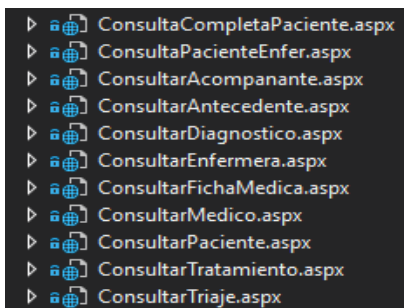 ConsultaCompletaPaciente.aspx
ConsultaPacienteEnfer.aspx
ConsultarAcompanante.aspx
ConsultarAntecedente.aspx
ConsultarDiagnostico.aspx
ConsultarEnfermera.aspx
ConsultarFichaMedica.aspx
ConsultarMedico.aspx
ConsultarPaciente.aspx
ConsultarTratamiento.aspx
ConsultarTriaje.aspx